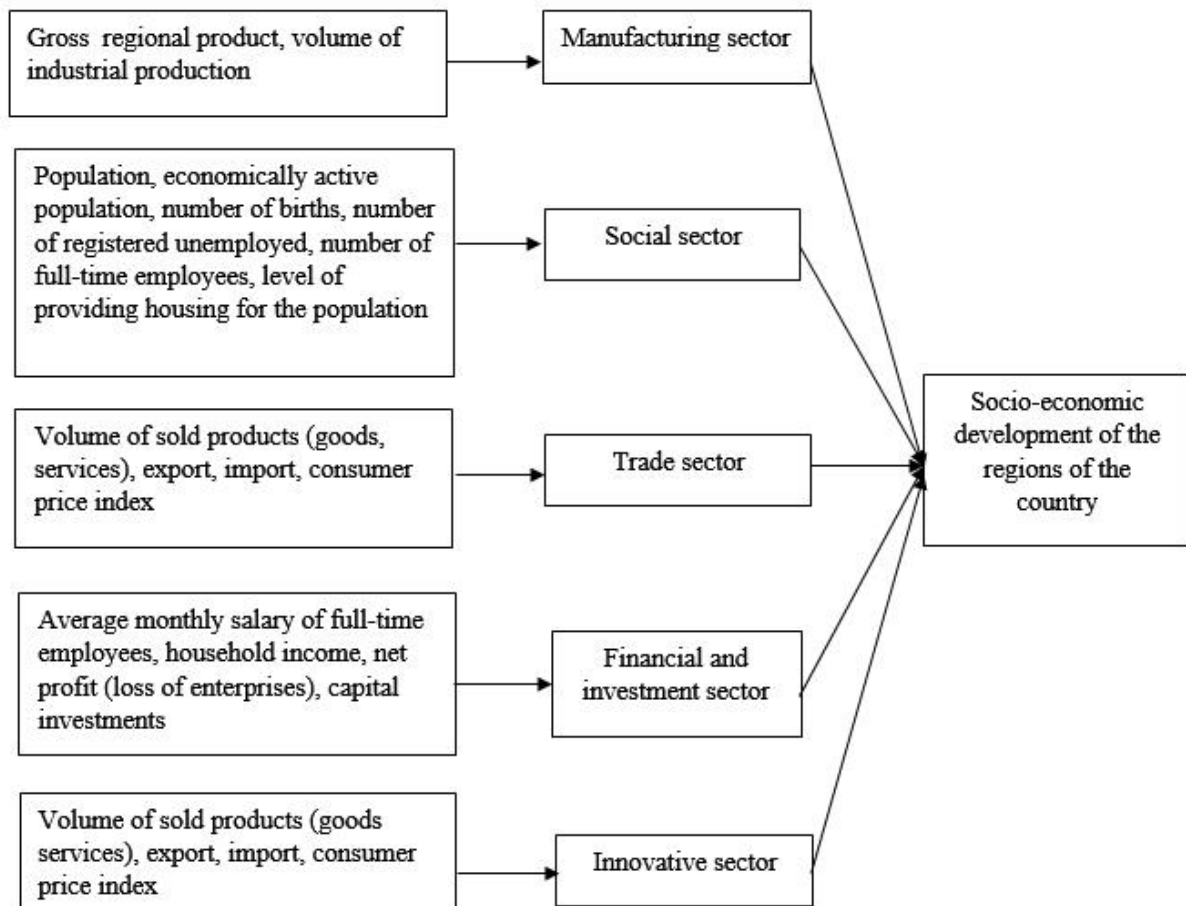 Gross regional product, volume of
industrial production
Manufacturing sector
Population, economically active
population, number of births, number
of registered unemployed, number of
full-time employees, level of
providing housing for the population
Social sector
Volume of sold products (goods,
services), export, import, consumer
price index
Trade sector
Socio-economic
development of the
regions of the
country
Average monthly salary of full-time
employees, household income, net
profit (loss of enterprises), capital
investments
Financial and
investment sector
Volume of sold products (goods
services), export, import, consumer
price index
Innovative sector